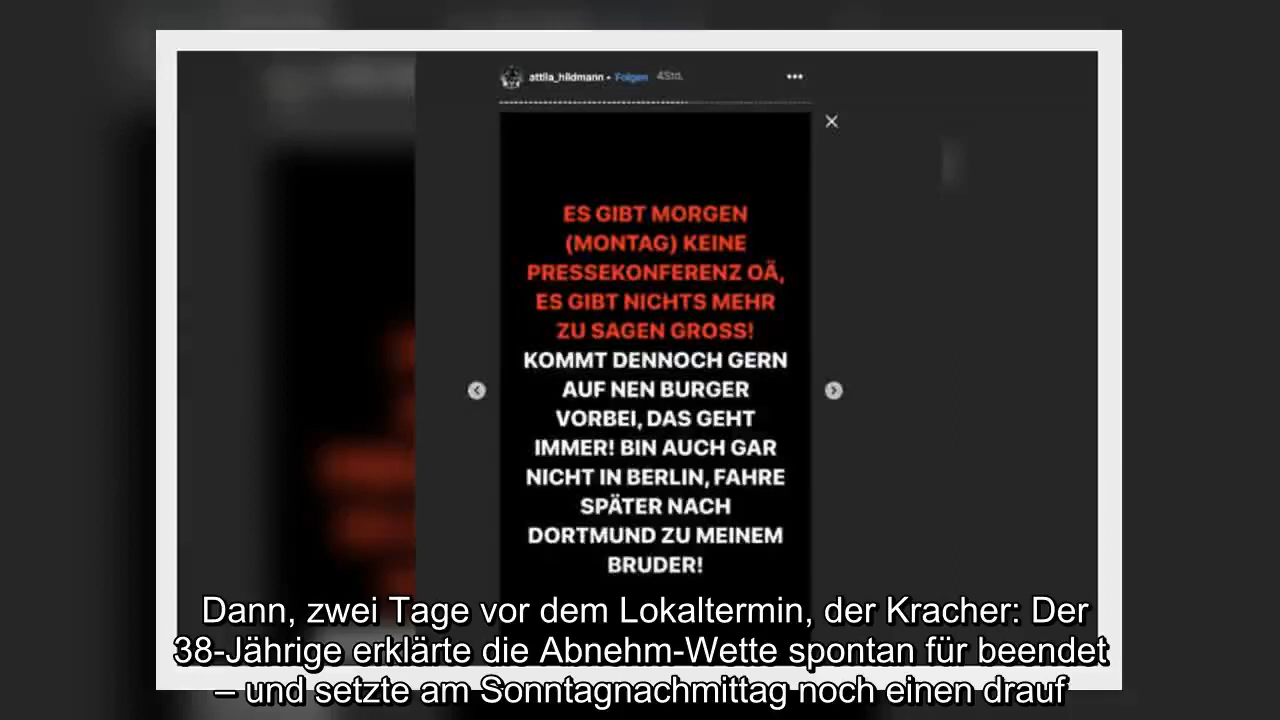 attila_hildmann • Folgen 4Std.
ES GIBT MORGEN
(MONTAG) KEINE
PRESSEKONFERENZ OÄ,
ES GIBT NICHTS MEHR
ZU SAGEN GROSS!
KOMMT DENNOCH GERN
AUF NEN BURGER
VORBEI, DAS GEHT
IMMER! BIN AUCH GAR
NICHT IN BERLIN, FAHRE
SPÄTER NACH
DORTMUND ZU MEINEM
BRUDER!
Dann, zwei Tage vor dem Lokaltermin, der Kracher: Der
38-Jährige erklärte die Abnehm-Wette spontan für beendet
– und setzte am Sonntagnachmittag noch einen drauf